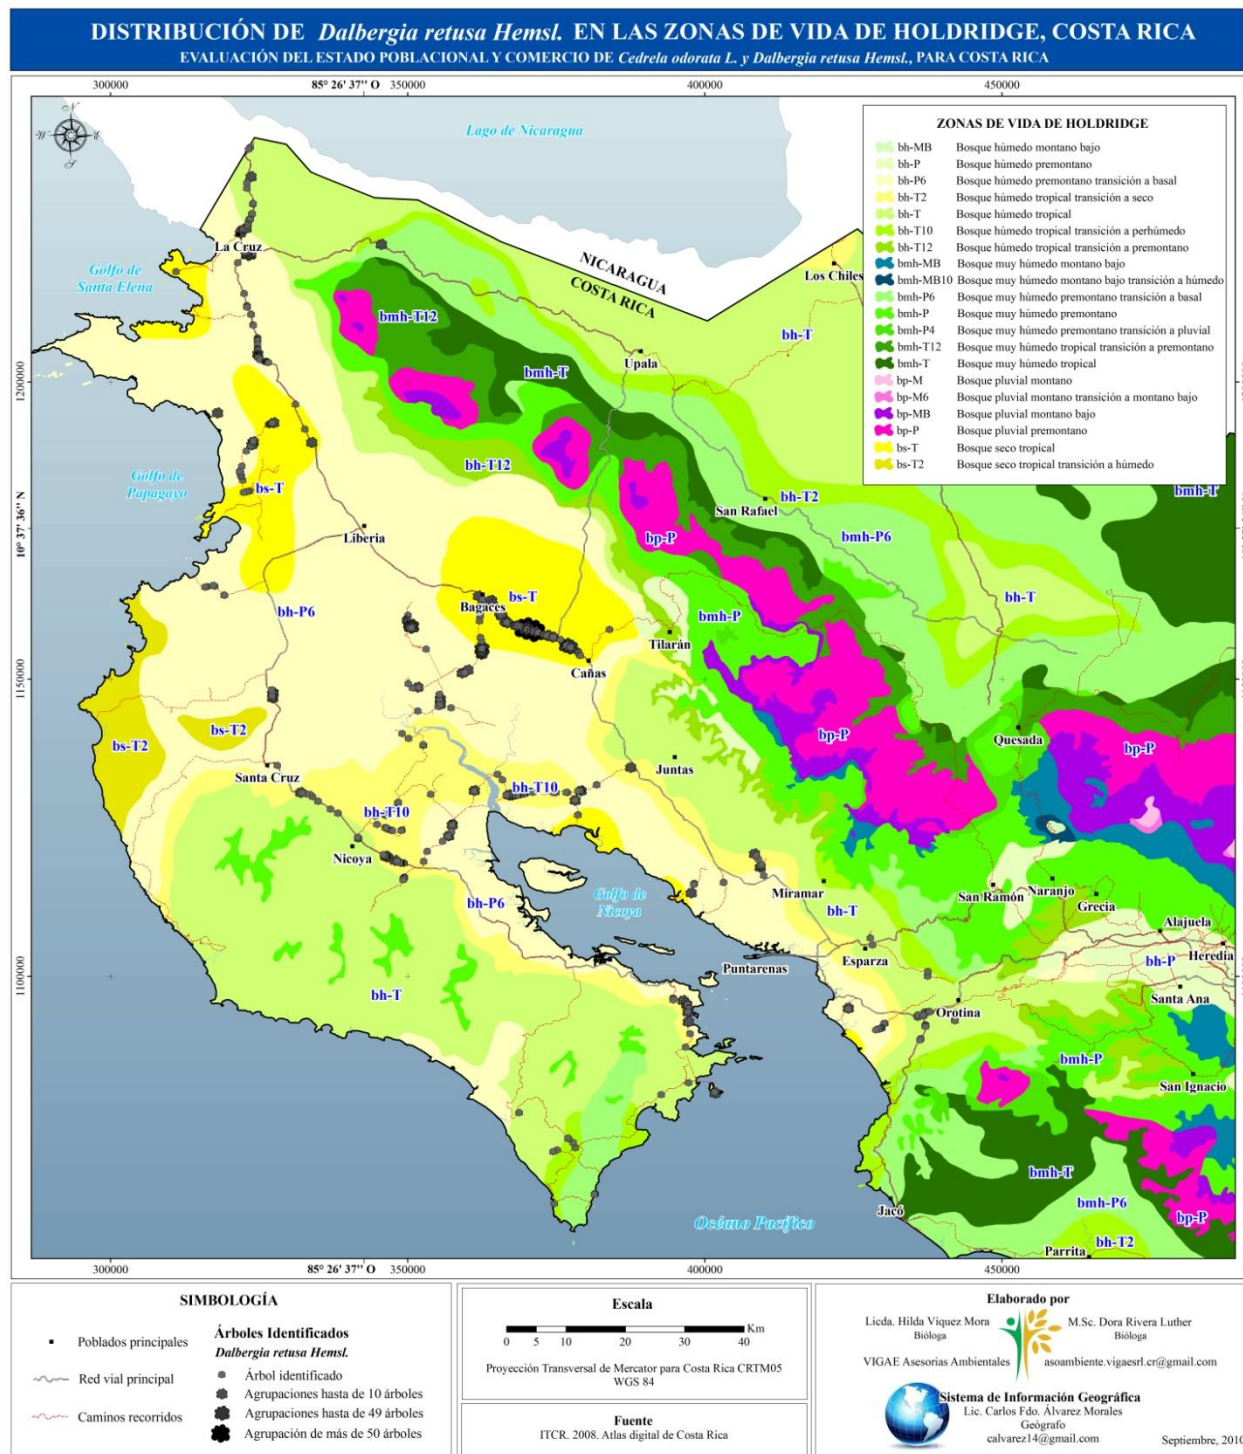 DISTRIBUCIÓN DE Dalbergia retusa Hemsl. EN LAS ZONAS DE VIDA DE HOLDRIDGE, COSTA RICA
EVALUACIÓN DEL ESTADO POBLACIONAL Y COMERCIO DE Cedrela odorata L. y Dalbergia retusa Hemsl., PARA COSTA RICA
300000
85° 26' 37'' O
350000
400000
450000
N
W
E
S
Lago de Nicaragua
ZONAS DE VIDA DE HOLDRIDGE
bh-MB Bosque húmedo montano bajo
bh-P Bosque húmedo premontano
bh-P6 Bosque húmedo premontano transición a basal
bh-T2 Bosque húmedo tropical transición a seco
bh-T Bosque húmedo tropical
bh-T10 Bosque húmedo tropical transición a perhúmedo
bh-T12 Bosque húmedo tropical transición a premontano
bmh-MB Bosque muy húmedo montano bajo
bmh-MB10 Bosque muy húmedo montano bajo transición a húmedo
bmh-P6 Bosque muy húmedo premontano transición a basal
bmh-P Bosque muy húmedo premontano
bmh-P4 Bosque muy húmedo premontano transición a pluvial
bmh-T12 Bosque muy húmedo tropical transición a premontano
bmh-T Bosque muy húmedo tropical
bp-M Bosque pluvial montano
bp-M6 Bosque pluvial montano transición a montano bajo
bp-MB Bosque pluvial montano bajo
bp-P Bosque pluvial premontano
bs-T Bosque seco tropical
bs-T2 Bosque seco tropical transición a húmedo
La Cruz
Golfo de
Santa Elena
NICARAGUA
COSTA RICA
Los Chiles
bmh-T12
bh-T
Upala
bmh-T
1200000
bh-T12
Golfo de
Papagayo
bs-T
bmh-T
bh-T2
San Rafael
10° 37' 36'' N
Liberia
bp-P
bmh-P6
bs-T
Bagaces
bh-P6
bh-T
bmh-P
Tilarán
Cañas
1150000
bs-T2
bs-T2
bp-P
Quesada
bp-P
Santa Cruz
Juntas
bh-T10
bh-T10
Nicoya
Golfo de
Nicoya
bh-P6
Miramar
San Ramón
Naranjo
Grecia
bh-T
Alajuela
Esparza
Heredia
Puntarenas
bh-P
1100000
bh-T
Santa Ana
Orotina
bmh-P
San Ignacio
bmh-T
bmh-P6
Jacó
Océano Pacífico
bp-P
bh-T2
Parrita
300000
85° 26' 37'' O
350000
400000
450000
SIMBOLOGÍA
Poblados principales
Red vial principal
Caminos recorridos
Árboles Identificados
Dalbergia retusa Hemsl.
Árbol identificado
Agrupaciones hasta de 10 árboles
Agrupaciones hasta de 49 árboles
Agrupación de más de 50 árboles
Escala
Km
0 5 10 20 30 40
Proyección Transversal de Mercator para Costa Rica CRTM05
WGS 84
Fuente
ITCR. 2008. Atlas digital de Costa Rica
Elaborado por
Licda. Hilda Víquez Mora
Bióloga
M.Sc. Dora Rivera Luther
Bióloga
VIGAE Asesorias Ambientales
asoambiente.vigaesrl.cr@gmail.com
Sistema de Información Geográfica
Lic. Carlos Fdo. Álvarez Morales
Geógrafo
calvarez14@gmail.com
Septiembre, 2010